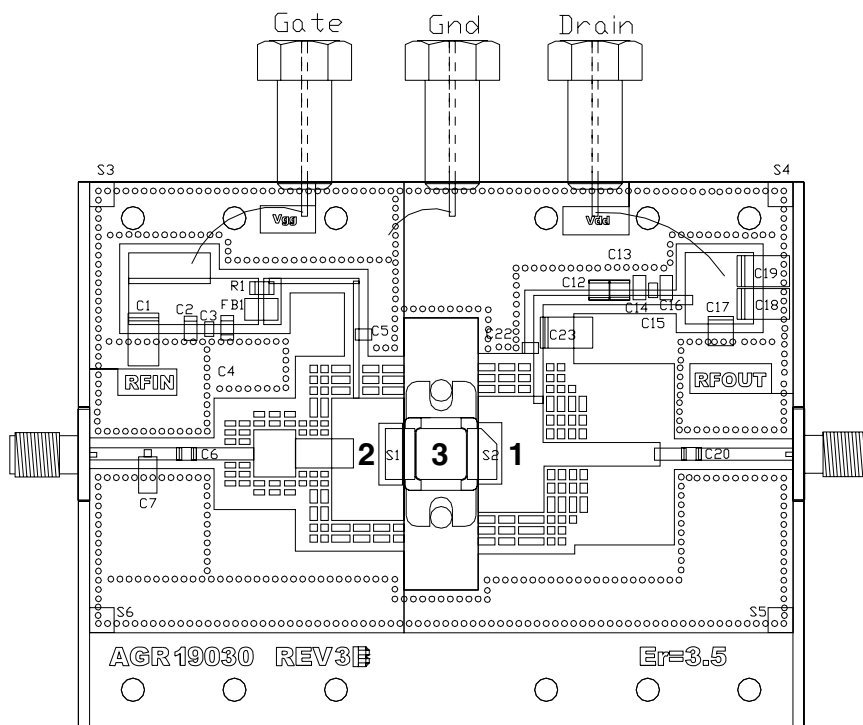 Gate Gnd Drain
S3 S4
Vgg Vdd
C13
R1 C12 C19
FB1 C14 C16
C1 C2 C3 C15 C17 C18
C5 C22 C23
C4
RFIN RFOUT
2 S1 3 S2 1
C6 C20
C7
S6 S5
AGR19030 REV3B Er=3.5